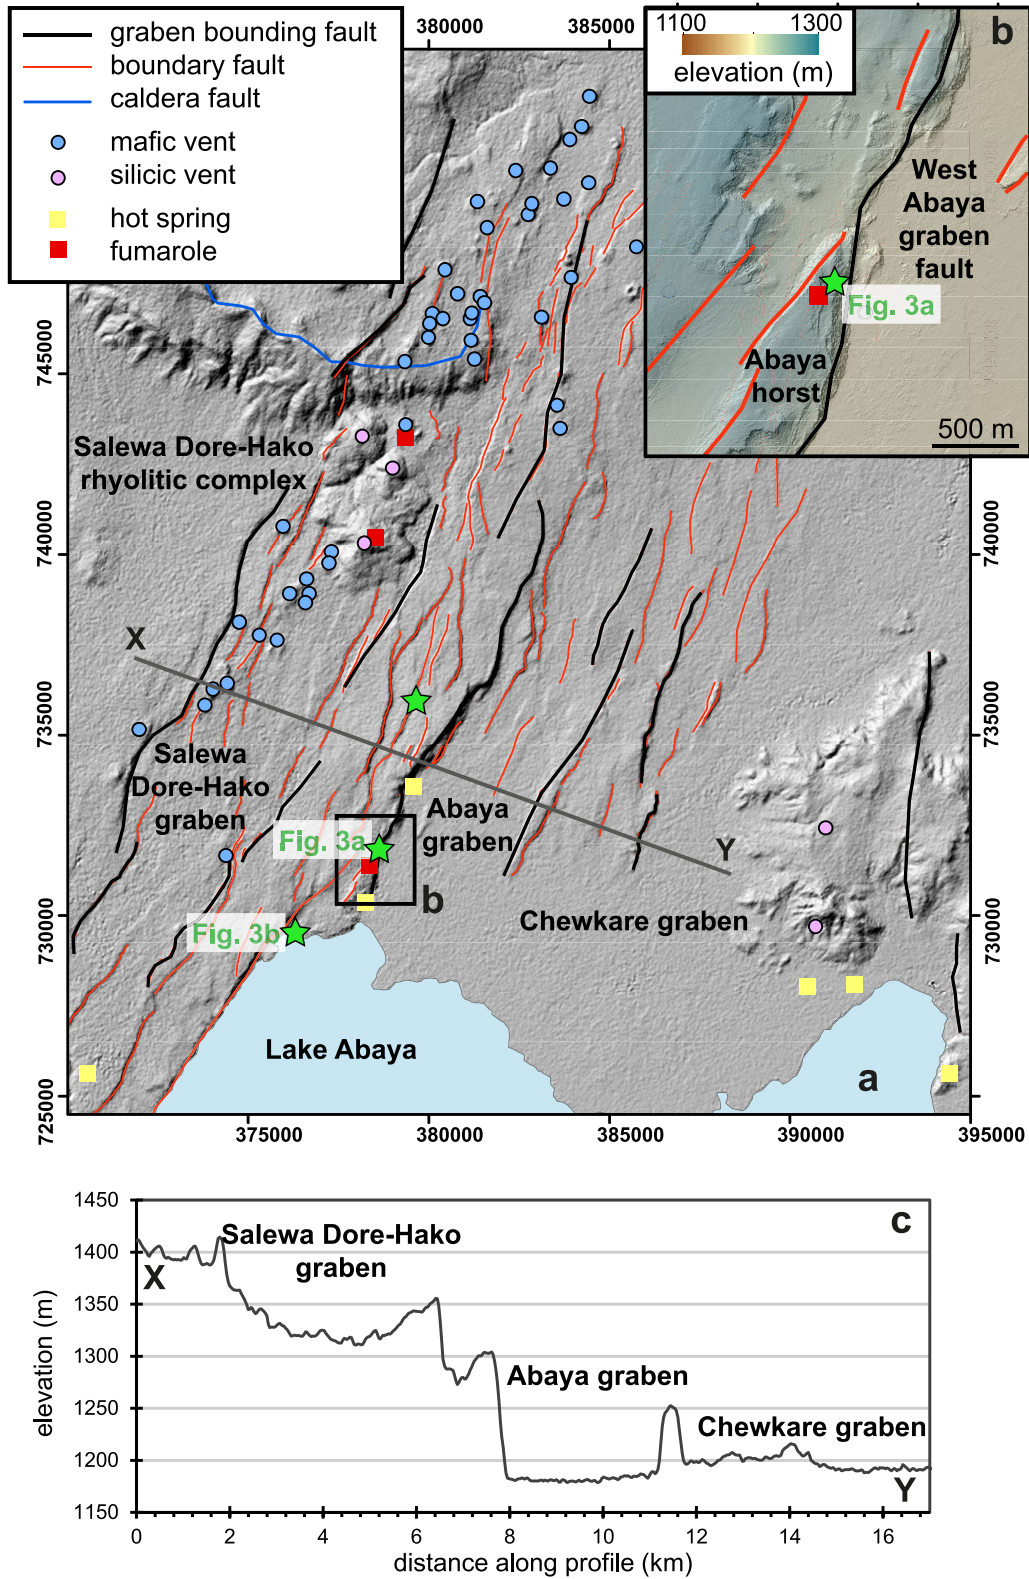 graben bounding fault
boundary fault
caldera fault
mafic vent
silicic vent
hot spring
fumarole
380000
385000
1100
1300
elevation (m)
b
West
Abaya
graben
fault
Fig. 3a
Abaya
horst
500 m
745000
740000
735000
730000
725000
Salewa Dore-Hako
rhyolitic complex
X
Salewa
Dore-Hako
graben
Abaya
graben
Fig. 3a
b
Y
Chewkare graben
Fig. 3b
Lake Abaya
a
740000
735000
730000
375000
380000
385000
390000
395000
1450
1400
1350
1300
1250
1200
1150
elevation (m)
c
Salewa Dore-Hako
graben
X
Abaya graben
Chewkare graben
Y
0
2
4
6
8
10
12
14
16
distance along profile (km)